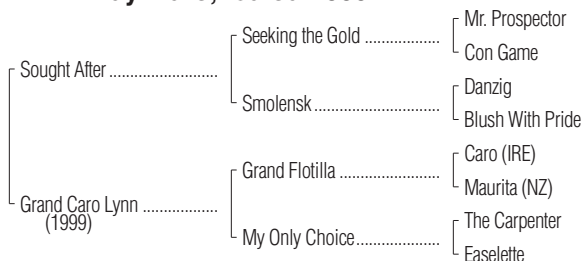 Mr. Prospector
Seeking the Gold ..................
Con Game
Sought After ..........................
Danzig
Smolensk ..............................
Blush With Pride
Caro (IRE)
Grand Flotilla ........................
Maurita (NZ)
Grand Caro Lynn ..................
(1999)
The Carpenter
My Only Choice....................
Easelette